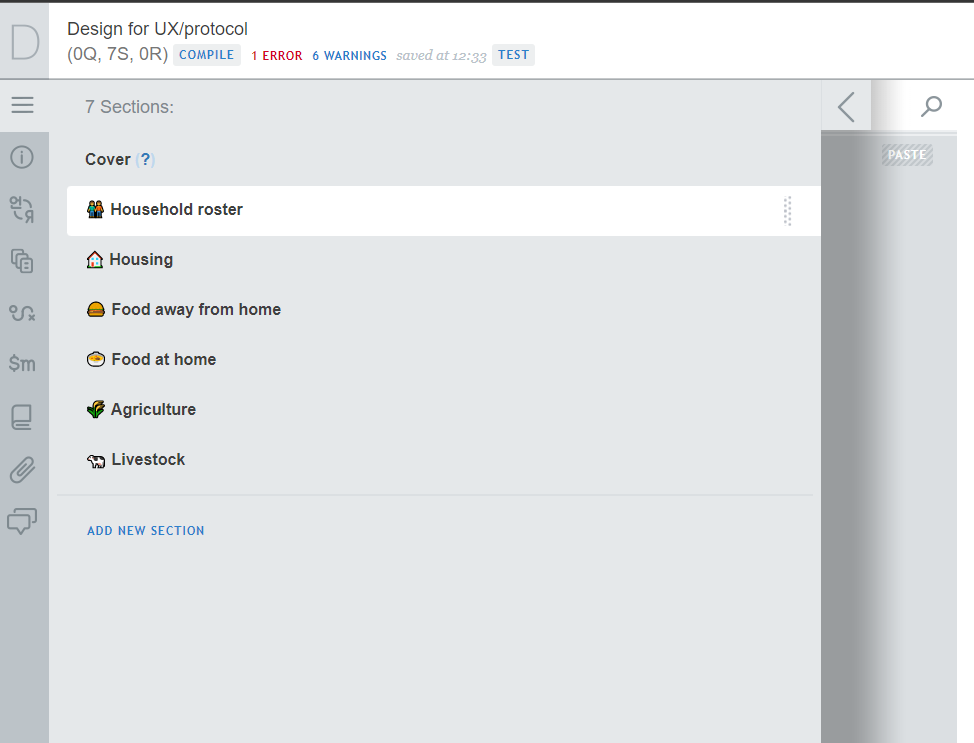 D
Design for UX/protocol
(0Q, 7S, 0R) COMPILE 1 ERROR 6 WARNINGS saved at 12:33 TEST
7 Sections:
PASTE
Cover (?)
Household roster
Housing
Food away from home
Food at home
$m
Agriculture
Livestock
ADD NEW SECTION